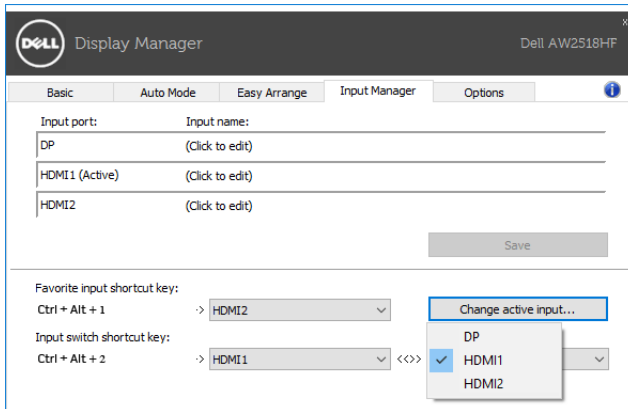 DELL Display Manager Dell AW2518HF x
Basic Auto Mode Easy Arrange Input Manager Options i
Input port: Input name:
DP (Click to edit)
HDMI1 (Active) (Click to edit)
HDMI2 (Click to edit)
Save
Favorite input shortcut key:
Ctrl + Alt + 1 -> HDMI2 Change active input...
Input switch shortcut key:
Ctrl + Alt + 2 -> HDMI1 <<>>
DP
HDMI1
HDMI2